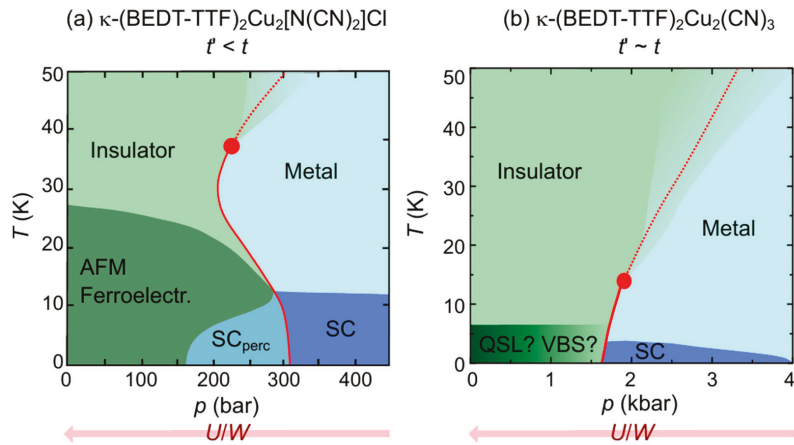 (a) κ-(BEDT-TTF)₂Cu₂[N(CN)₂]Cl
t' < t
50
40
30
20
10
0
T (K)
Insulator
Metal
AFM
Ferroelectr.
SCperc
SC
0
100
200
300
400
p (bar)
U/W
(b) κ-(BEDT-TTF)₂Cu₂(CN)₃
t' ~ t
50
40
30
20
10
0
T (K)
Insulator
Metal
QSL? VBS?
SC
0
1
2
3
4
p (kbar)
U/W